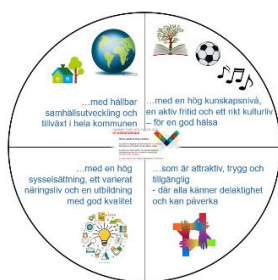 ...med hållbar
samhällsutveckling och
tillväxt i hela kommunen
...med en hög kunskapsnivå,
en aktiv fritid och ett rikt kulturliv
– för en god hälsa
...med en hög
sysselsättning, ett varierat
näringsliv och en utbildning
med god kvalitet
...som är attraktiv, trygg och
tillgänglig
- där alla känner delaktighet
och kan påverka